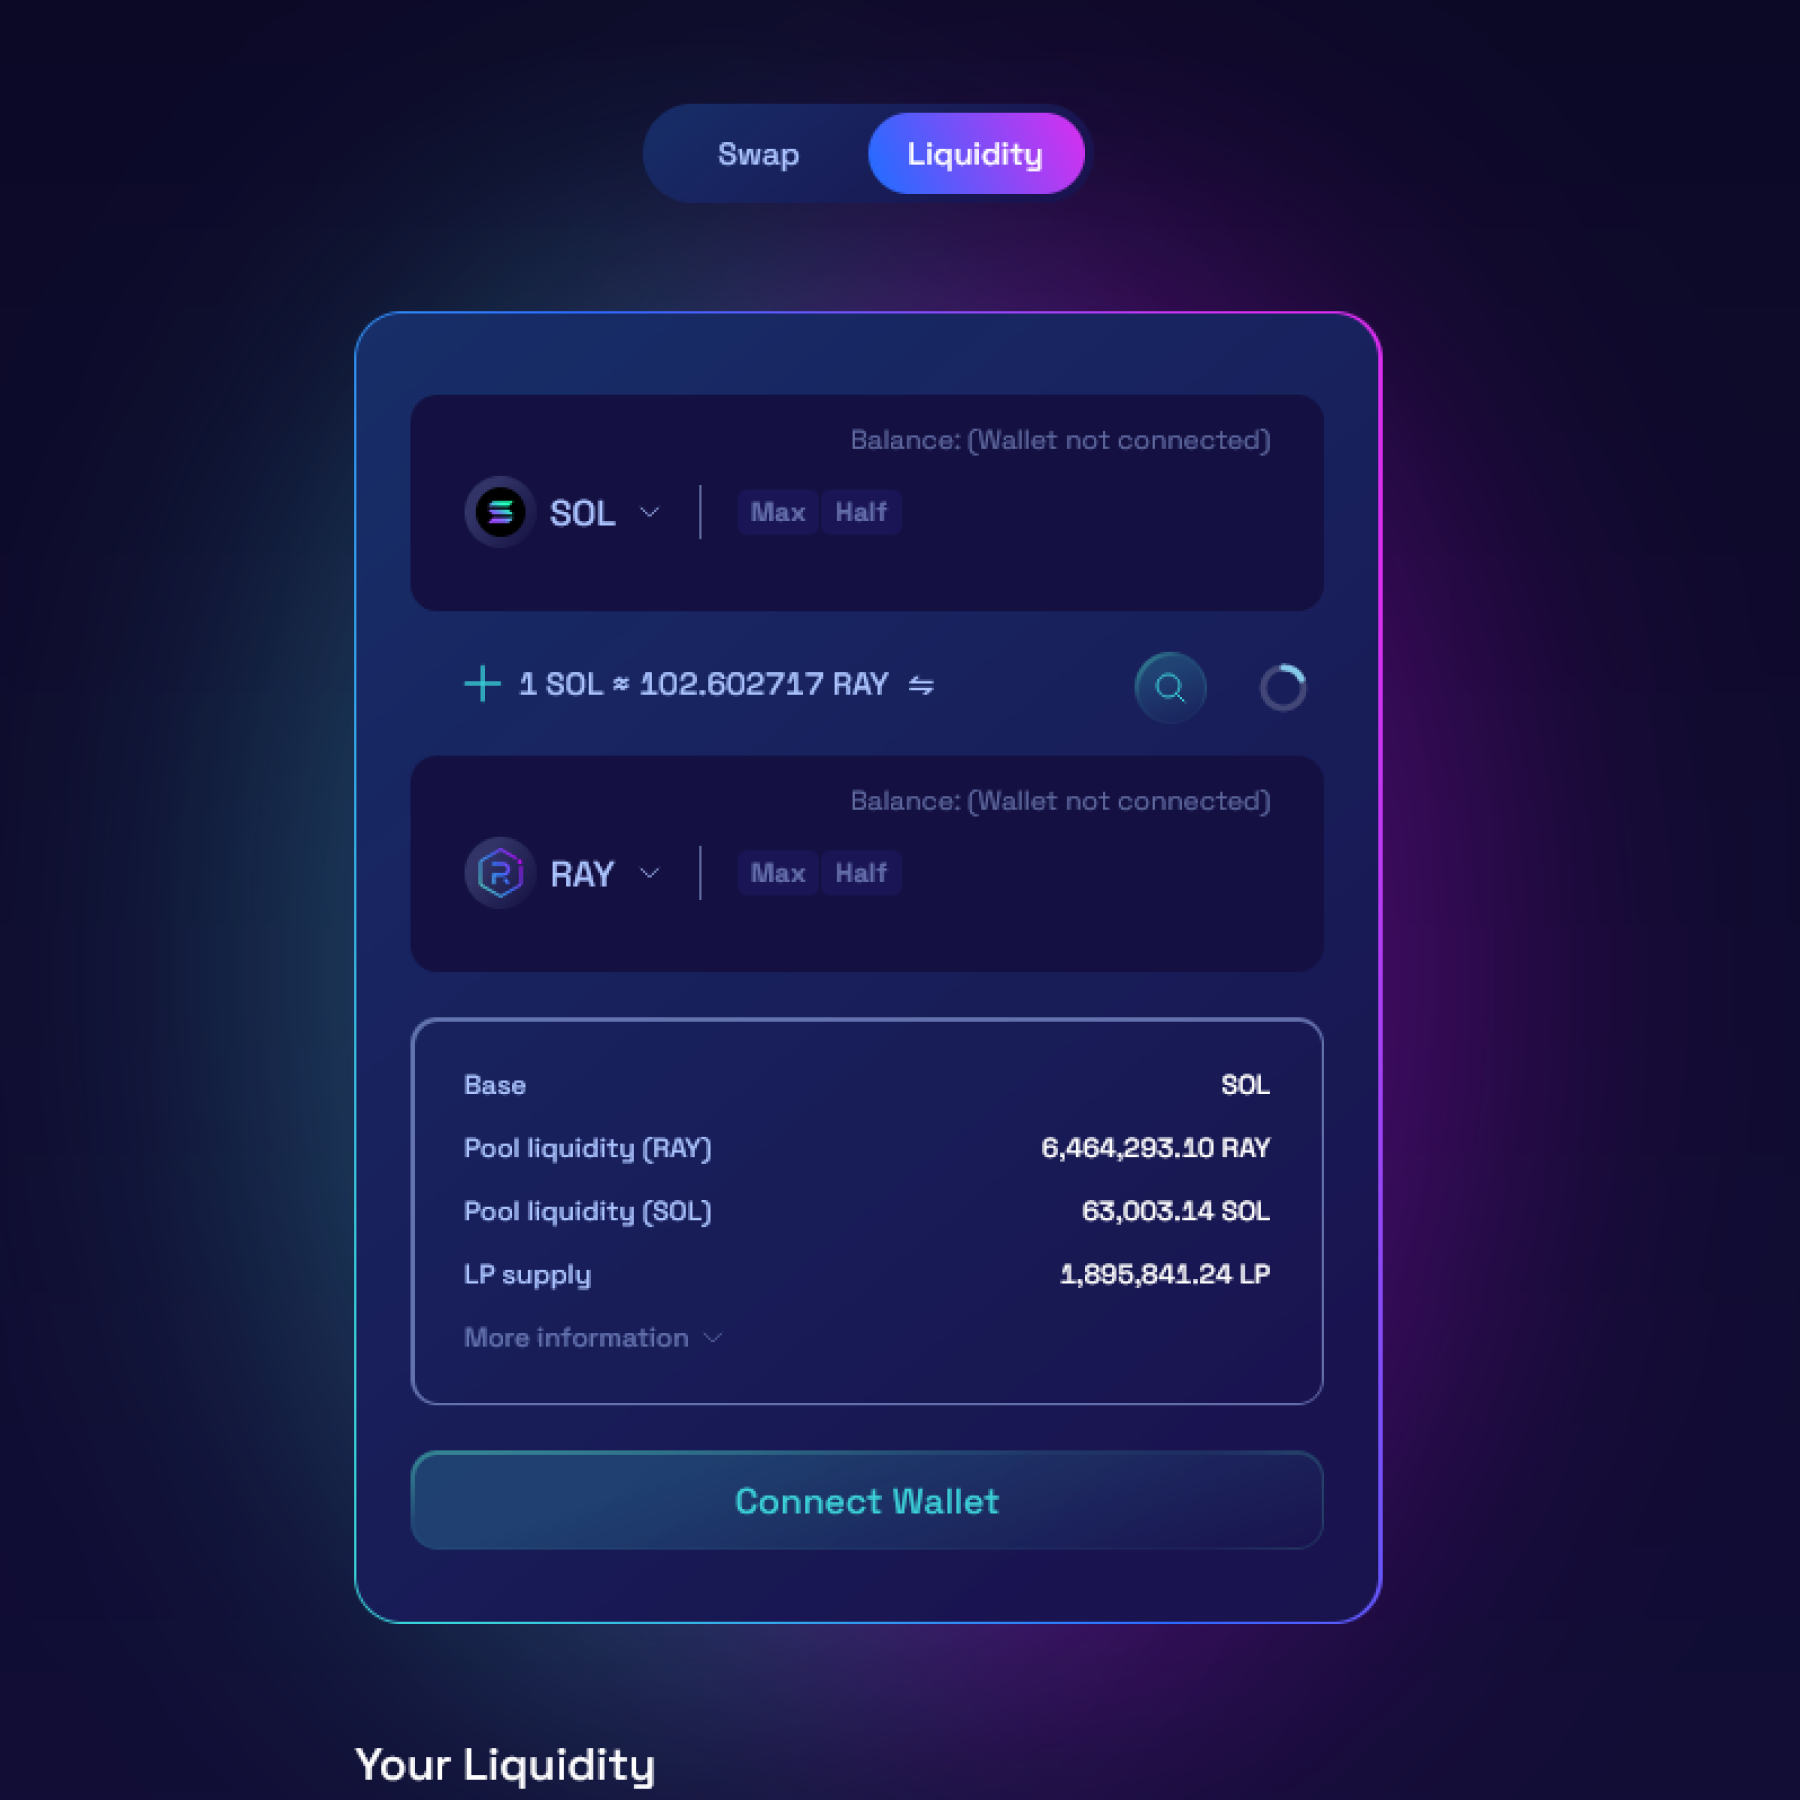 Swap Liquidity
Balance: (Wallet not connected)
SOL Max Half
1 SOL ≈ 102.602717 RAY ⇋
Balance: (Wallet not connected)
RAY Max Half
Base SOL
Pool liquidity (RAY) 6,464,293.10 RAY
Pool liquidity (SOL) 63,003.14 SOL
LP supply 1,895,841.24 LP
More information
Connect Wallet
Your Liquidity